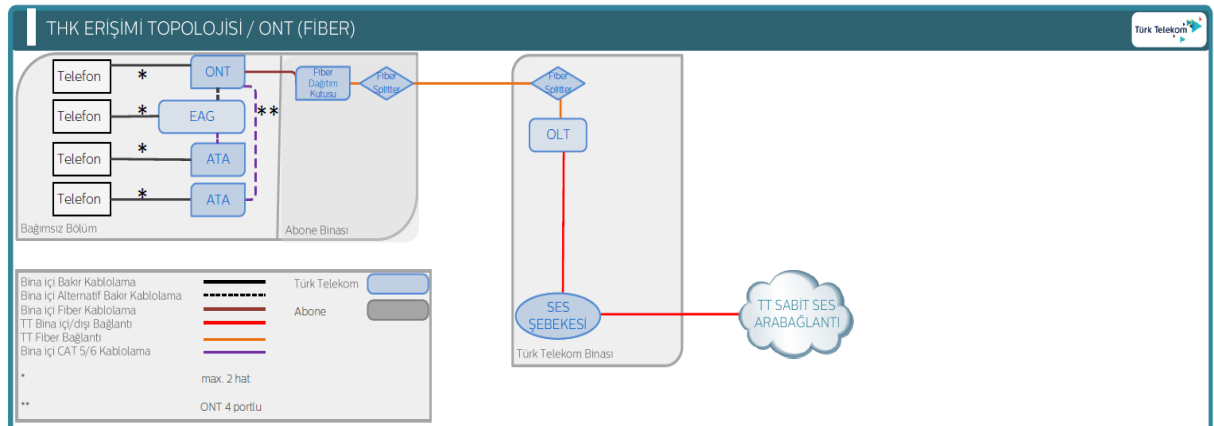 THK ERİŞİMİ TOPOLOJİSİ / ONT (FİBER)
Türk Telekom
Telefon
*
ONT
Fiber
Dağıtım
Kutusu
Fiber
Splitter
Fiber
Splitter
Telefon
*
EAG
**
OLT
Telefon
*
ATA
Telefon
*
ATA
Bağımsız Bölüm
Abone Binası
Bina içi Bakır Kablolama
Bina içi Alternatif Bakır Kablolama
Bina içi Fiber Kablolama
TT Bina içi/dışı Bağlantı
TT Fiber Bağlantı
Bina içi CAT 5/6 Kablolama
Türk Telekom
Abone
* max. 2 hat
** ONT 4 portlu
SES
ŞEBEKESİ
Türk Telekom Binası
TT SABİT SES
ARABAĞLANTI